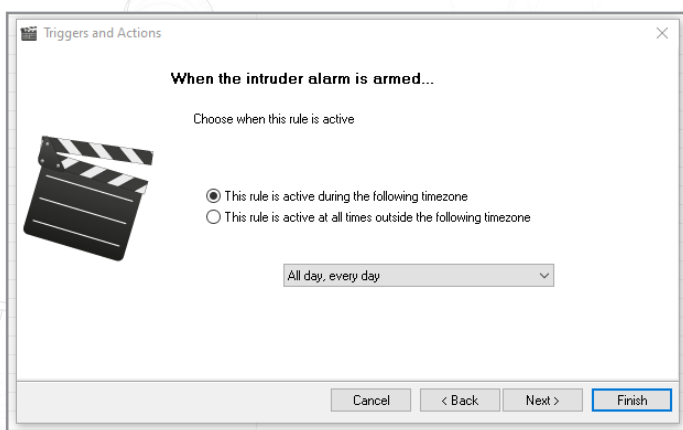 Triggers and Actions
When the intruder alarm is armed...
Choose when this rule is active
This rule is active during the following timezone
This rule is active at all times outside the following timezone
All day, every day
Cancel < Back Next > Finish